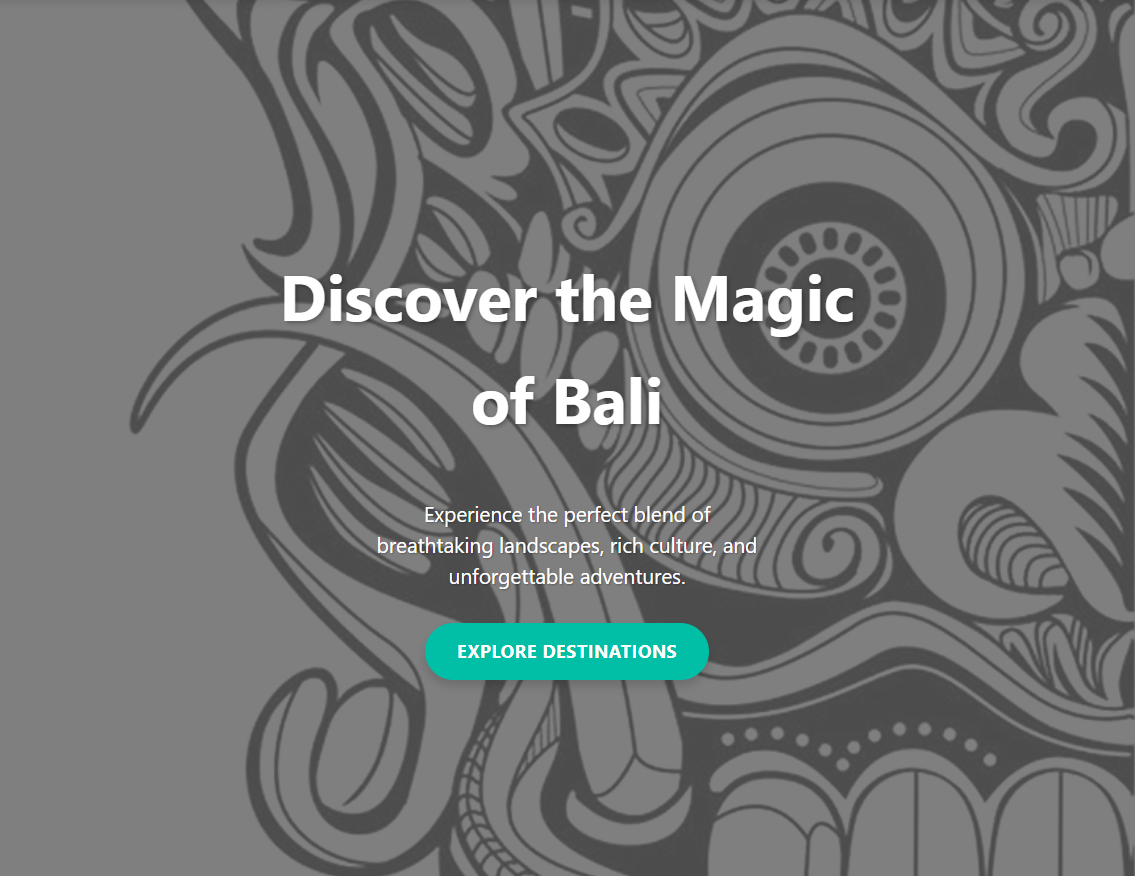 Discover the Magic
of Bali
Experience the perfect blend of
breathtaking landscapes, rich culture, and
unforgettable adventures.
EXPLORE DESTINATIONS